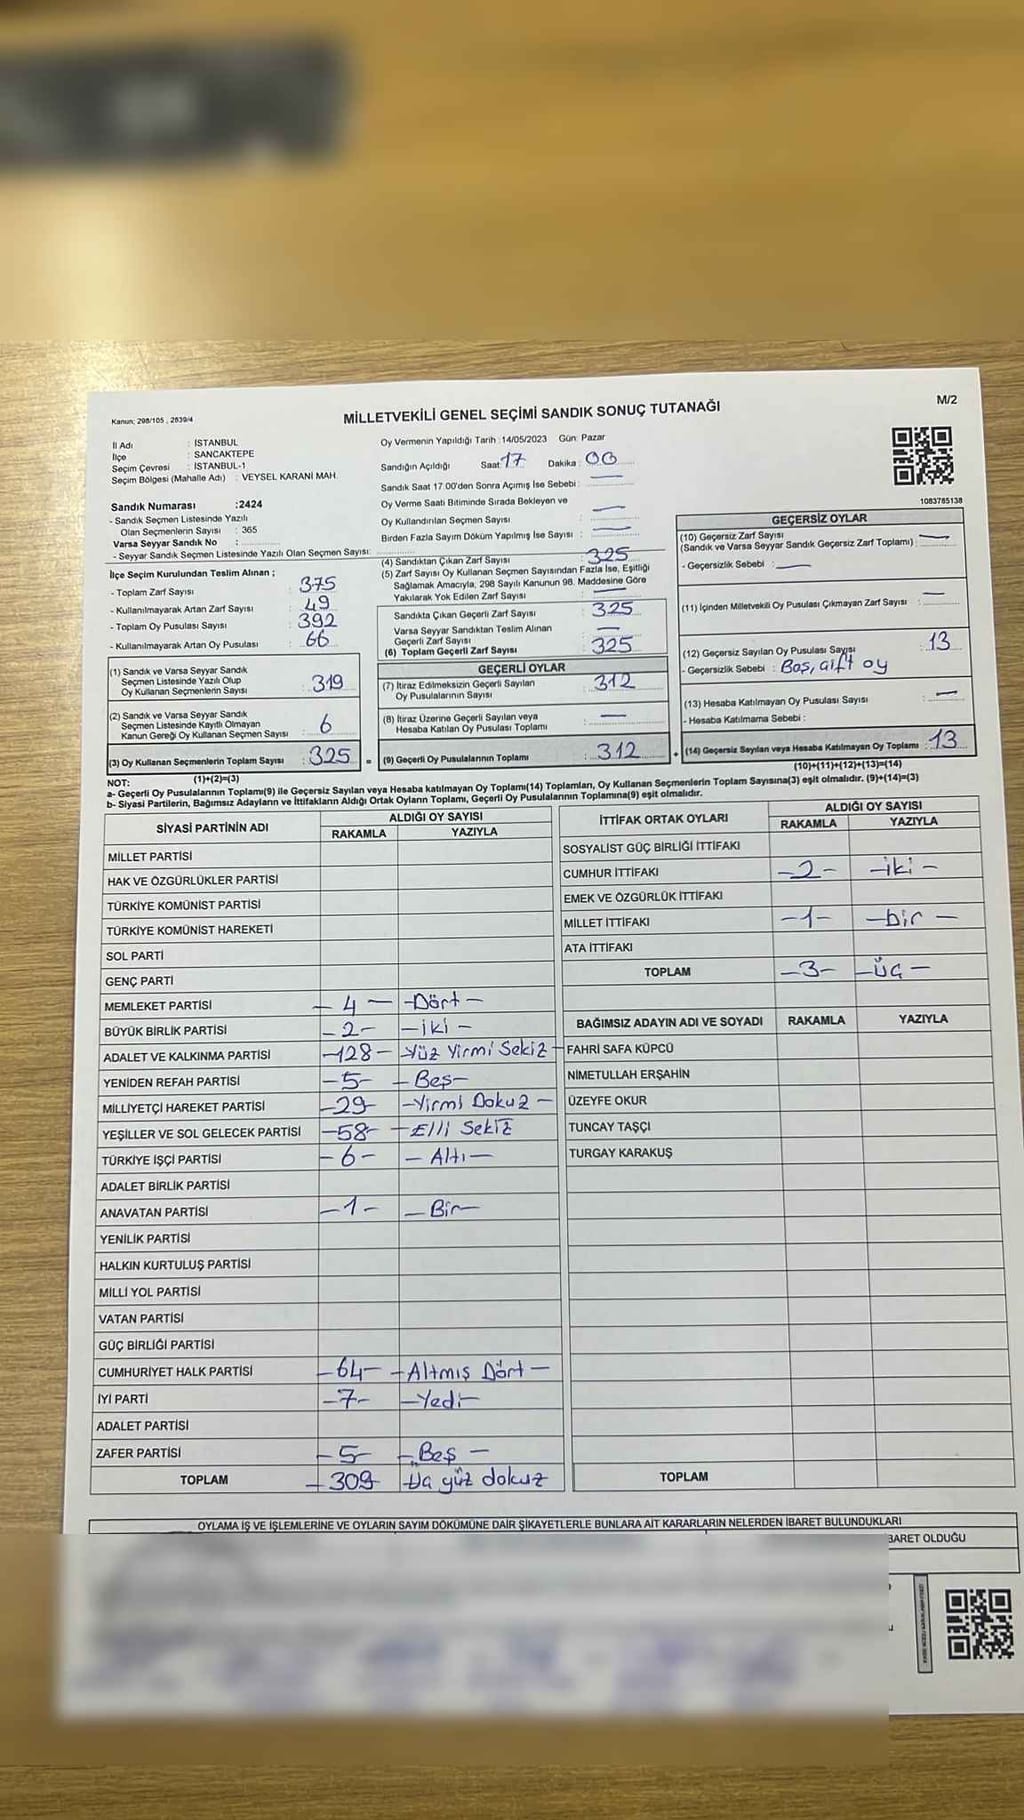 Kanun; 298/105 , 2839/4
MİLLETVEKİLİ GENEL SEÇİMİ SANDIK SONUÇ TUTANAĞI
M/2
İl Adı : İSTANBUL
İlçe : SANCAKTEPE
Seçim Çevresi : İSTANBUL-1
Seçim Bölgesi (Mahalle Adı) : VEYSEL KARANİ MAH.
Sandık Numarası :2424
- Sandık Seçmen Listesinde Yazılı
Olan Seçmenlerin Sayısı : 365
Varsa Seyyar Sandık No :
- Seyyar Sandık Seçmen Listesinde Yazılı Olan Seçmen Sayısı:
Oy Vermenin Yapıldığı Tarih :14/05/2023 Gün: Pazar
Sandığın Açıldığı Saat: 17 Dakika : 00
Sandık Saat 17.00'den Sonra Açımış İse Sebebi : —
Oy Verme Saati Bitiminde Sırada Bekleyen ve
Oy Kullandırılan Seçmen Sayısı : —
Birden Fazla Sayım Döküm Yapılmış İse Sayısı : —
1083785138
İlçe Seçim Kurulundan Teslim Alınan ;
- Toplam Zarf Sayısı : 375
- Kullanılmayarak Artan Zarf Sayısı : 49
- Toplam Oy Pusulası Sayısı : 392
- Kullanılmayarak Artan Oy Pusulası : 66
(1) Sandık ve Varsa Seyyar Sandık
Seçmen Listesinde Yazılı Olup
Oy Kullanan Seçmenlerin Sayısı : 319
(2) Sandık ve Varsa Seyyar Sandık
Seçmen Listesinde Kayıtlı Olmayan
Kanun Gereği Oy Kullanan Seçmen Sayısı : 6
(3) Oy Kullanan Seçmenlerin Toplam Sayısı : 325
(1)+(2)=(3)
(4) Sandıktan Çıkan Zarf Sayısı : 325
(5) Zarf Sayısı Oy Kullanan Seçmen Sayısından Fazla İse, Eşitliği
Sağlamak Amacıyla, 298 Sayılı Kanunun 98. Maddesine Göre
Yakılarak Yok Edilen Zarf Sayısı : —
Sandıkta Çıkan Geçerli Zarf Sayısı : 325
Varsa Seyyar Sandıktan Teslim Alınan
Geçerli Zarf Sayısı : —
(6) Toplam Geçerli Zarf Sayısı : 325
GEÇERLİ OYLAR
(7) İtiraz Edilmeksizin Geçerli Sayılan
Oy Pusulalarının Sayısı : 312
(8) İtiraz Üzerine Geçerli Sayılan veya
Hesaba Katılan Oy Pusulası Toplamı : —
= (9) Geçerli Oy Pusulalarının Toplamı : 312 +
GEÇERSİZ OYLAR
(10) Geçersiz Zarf Sayısı
(Sandık ve Varsa Seyyar Sandık Geçersiz Zarf Toplamı) : —
- Geçersizlik Sebebi : —
(11) İçinden Milletvekili Oy Pusulası Çıkmayan Zarf Sayısı : —
(12) Geçersiz Sayılan Oy Pusulası Sayısı : 13
- Geçersizlik Sebebi : Boş, çift oy
(13) Hesaba Katılmayan Oy Pusulası Sayısı : —
- Hesaba Katılmama Sebebi :
(14) Geçersiz Sayılan veya Hesaba Katılmayan Oy Toplamı : 13
(10)+(11)+(12)+(13)=(14)
NOT:
a- Geçerli Oy Pusulalarının Toplamı(9) ile Geçersiz Sayılan veya Hesaba katılmayan Oy Toplamı(14) Toplamları, Oy Kullanan Seçmenlerin Toplam Sayısına(3) eşit olmalıdır. (9)+(14)=(3)
b- Siyasi Partilerin, Bağımsız Adayların ve İttifakların Aldığı Ortak Oyların Toplamı, Geçerli Oy Pusulalarının Toplamına(9) eşit olmalıdır.
SİYASİ PARTİNİN ADI ALDIĞI OY SAYISI
RAKAMLA YAZIYLA
MİLLET PARTİSİ
HAK VE ÖZGÜRLÜKLER PARTİSİ
TÜRKİYE KOMÜNİST PARTİSİ
TÜRKİYE KOMÜNİST HAREKETİ
SOL PARTİ
GENÇ PARTİ
MEMLEKET PARTİSİ - 4 - -Dört-
BÜYÜK BİRLİK PARTİSİ -2- -iki-
ADALET VE KALKINMA PARTİSİ -128- -Yüz Yirmi Sekiz-
YENİDEN REFAH PARTİSİ -5- -Beş-
MİLLİYETÇİ HAREKET PARTİSİ -29- -Yirmi Dokuz-
YEŞİLLER VE SOL GELECEK PARTİSİ -58- -Elli Sekiz
TÜRKİYE İŞÇİ PARTİSİ -6- -Altı-
ADALET BİRLİK PARTİSİ
ANAVATAN PARTİSİ -1- -Bir-
YENİLİK PARTİSİ
HALKIN KURTULUŞ PARTİSİ
MİLLİ YOL PARTİSİ
VATAN PARTİSİ
GÜÇ BİRLİĞİ PARTİSİ
CUMHURİYET HALK PARTİSİ -64- -Altmış Dört-
İYİ PARTİ -7- -Yedi-
ADALET PARTİSİ
ZAFER PARTİSİ -5- -Beş-
TOPLAM -309 Üç yüz dokuz
İTTİFAK ORTAK OYLARI ALDIĞI OY SAYISI
RAKAMLA YAZIYLA
SOSYALİST GÜÇ BİRLİĞİ İTTİFAKI
CUMHUR İTTİFAKI -2- -iki-
EMEK VE ÖZGÜRLÜK İTTİFAKI
MİLLET İTTİFAKI -1- -bir-
ATA İTTİFAKI
TOPLAM -3- -üç-
BAĞIMSIZ ADAYIN ADI VE SOYADI RAKAMLA YAZIYLA
FAHRİ SAFA KÜPCÜ
NİMETULLAH ERŞAHİN
ÜZEYFE OKUR
TUNCAY TAŞÇI
TURGAY KARAKUŞ
TOPLAM
OYLAMA İŞ VE İŞLEMLERİNE VE OYLARIN SAYIM DÖKÜMÜNE DAİR ŞİKAYETLERLE BUNLARA AİT KARARLARIN NELERDEN İBARET BULUNDUKLARI
BARET OLDUĞU